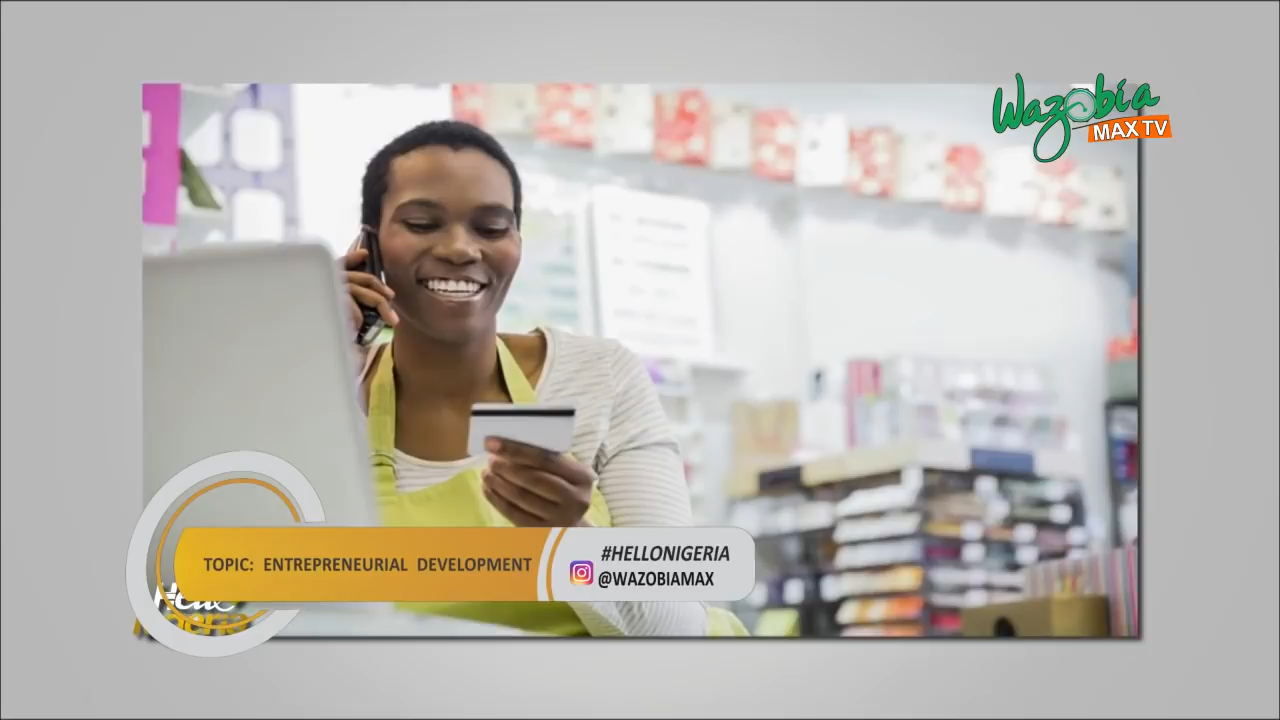 Wazobia
MAX TV
TOPIC: ENTREPRENEURIAL DEVELOPMENT
#HELLONIGERIA
@WAZOBIAMAX